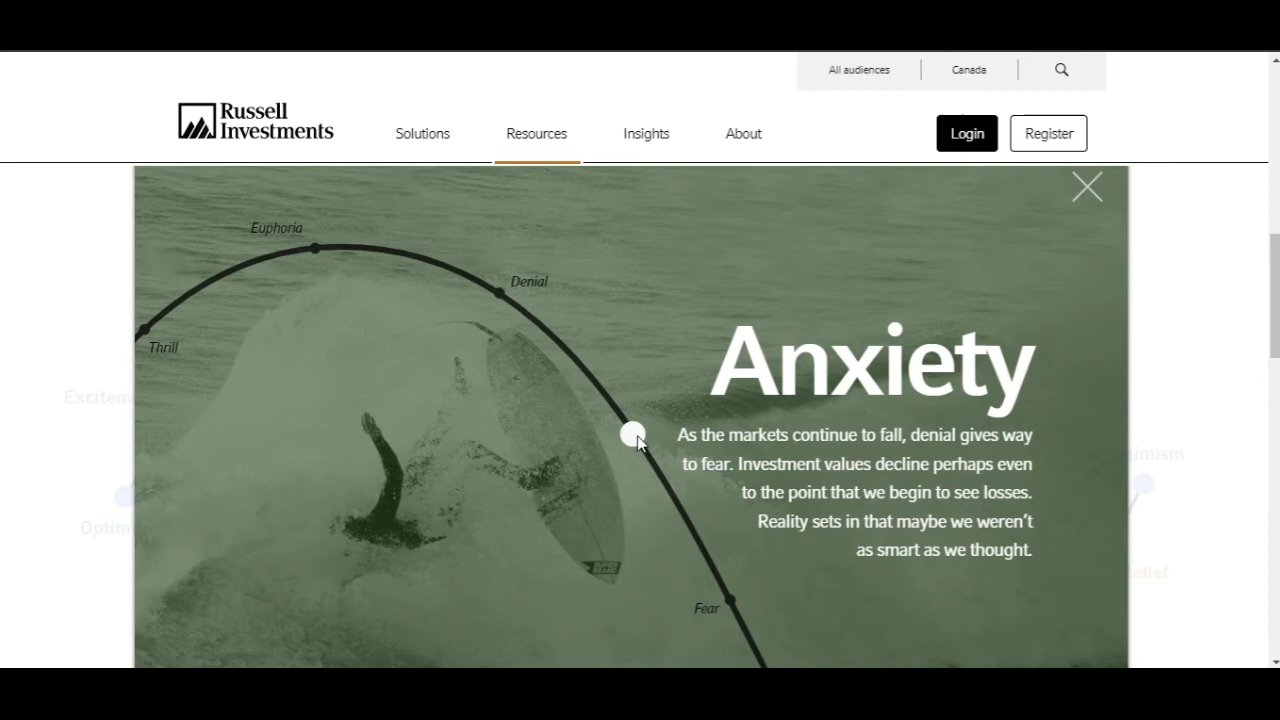 All audiences
Canada
Russell
Investments
Solutions
Resources
Insights
About
Login
Register
Euphoria
Denial
Thrill
Anxiety
As the markets continue to fall, denial gives way
to fear. Investment values decline perhaps even
to the point that we begin to see losses.
Reality sets in that maybe we weren't
as smart as we thought.
Fear